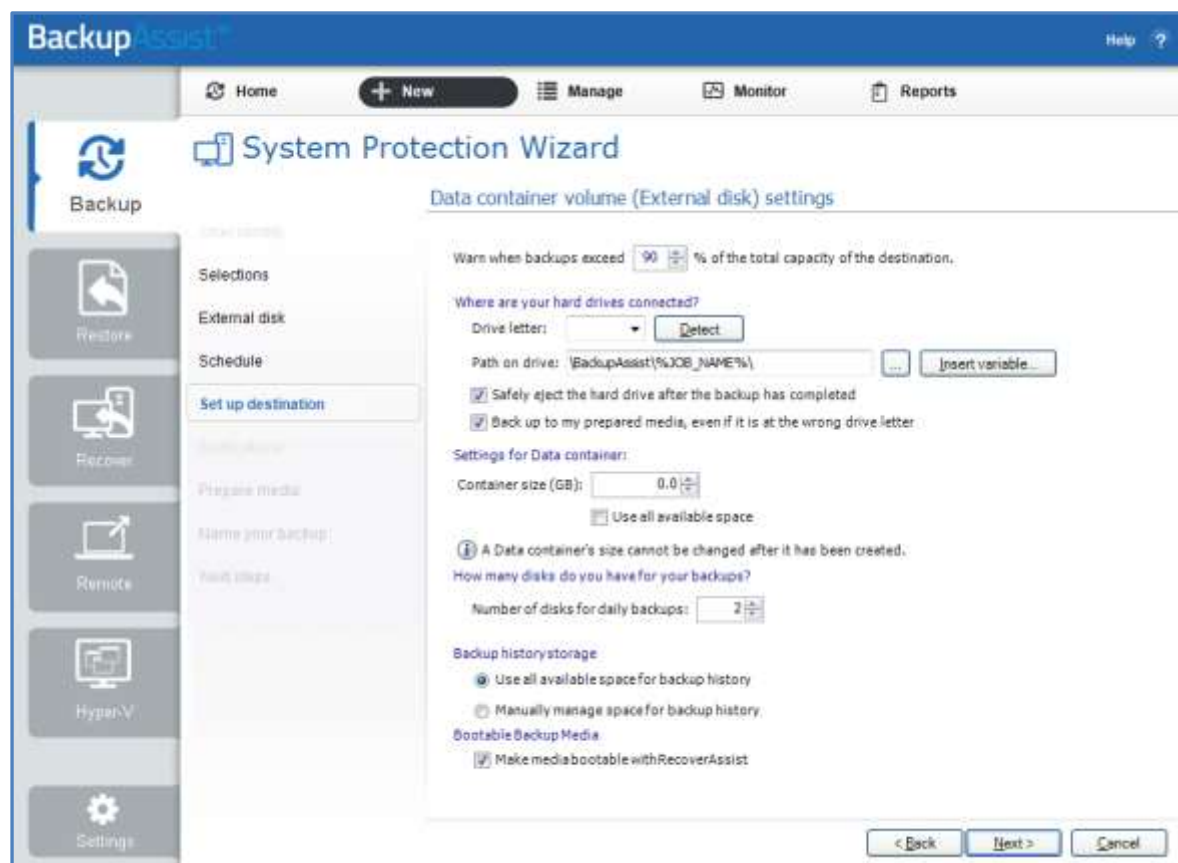 BackupAssist
Help ?
Home
New
Manage
Monitor
Reports
Backup
Restore
Recover
Remote
Hyper-V
Settings
System Protection Wizard
Selections
External disk
Schedule
Set up destination
Prepare media
Name your backup
Next steps
Data container volume (External disk) settings
Warn when backups exceed 90 % of the total capacity of the destination.
Where are your hard drives connected?
Drive letter: Detect
Path on drive: \BackupAssist\%JOB_NAME%\ ... Insert variable...
Safely eject the hard drive after the backup has completed
Back up to my prepared media, even if it is at the wrong drive letter
Settings for Data container:
Container size (GB): 0.0
Use all available space
A Data container's size cannot be changed after it has been created.
How many disks do you have for your backups?
Number of disks for daily backups: 2
Backup history storage
Use all available space for backup history
Manually manage space for backup history
Bootable Backup Media
Make media bootable with RecoverAssist
< Back Next > Cancel